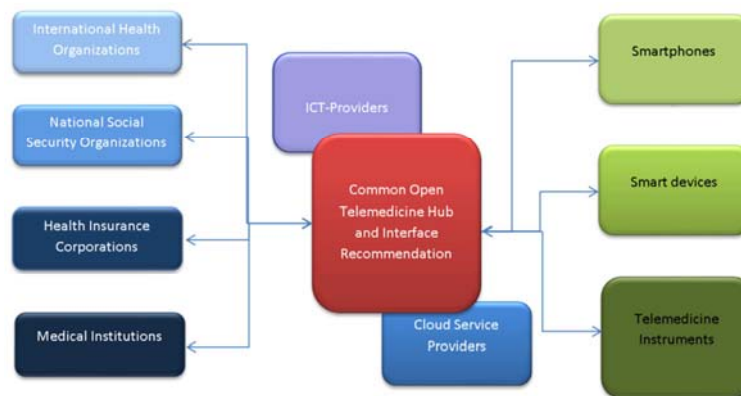 International Health
Organizations
National Social
Security Organizations
Health Insurance
Corporations
Medical Institutions
ICT-Providers
Common Open
Telemedicine Hub
and Interface
Recommendation
Cloud Service
Providers
Smartphones
Smart devices
Telemedicine
Instruments